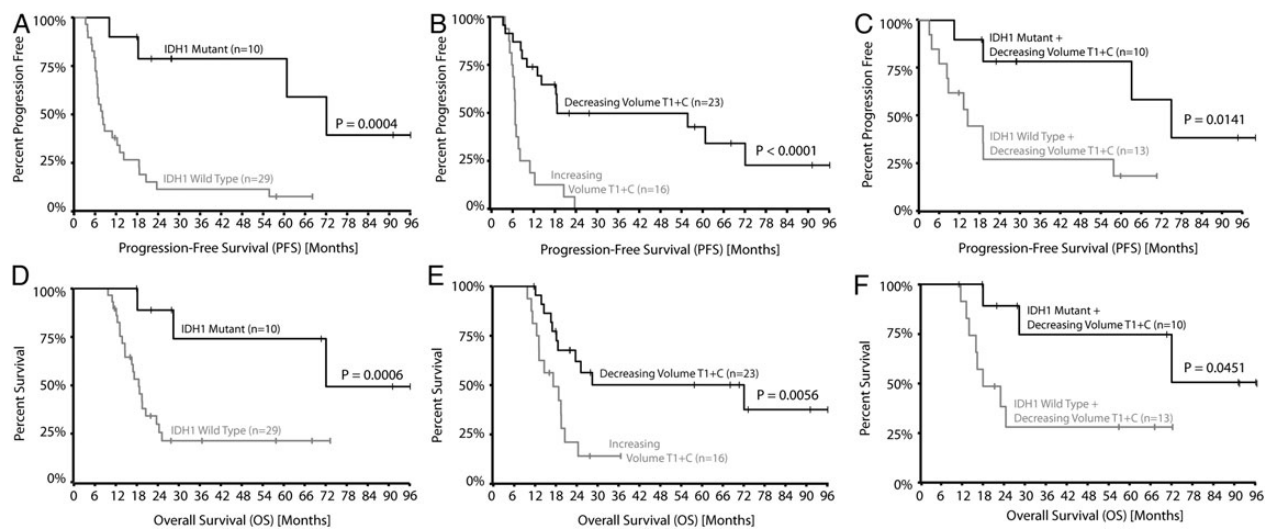 A
Percent Progression Free
100%
75%
50%
25%
0%
IDH1 Mutant (n=10)
P = 0.0004
IDH1 Wild Type (n=29)
0 6 12 18 24 30 36 42 48 54 60 66 72 78 84 90 96
Progression-Free Survival (PFS) [Months]
B
Percent Progression Free
100%
75%
50%
25%
0%
Decreasing Volume T1+C (n=23)
P < 0.0001
Increasing
Volume T1+C (n=16)
0 6 12 18 24 30 36 42 48 54 60 66 72 78 84 90 96
Progression-Free Survival (PFS) [Months]
C
Percent Progression Free
100%
75%
50%
25%
0%
IDH1 Mutant +
Decreasing Volume T1+C (n=10)
P = 0.0141
IDH1 Wild Type +
Decreasing Volume T1+C (n=13)
0 6 12 18 24 30 36 42 48 54 60 66 72 78 84 90 96
Progression-Free Survival (PFS) [Months]
D
Percent Survival
100%
75%
50%
25%
0%
IDH1 Mutant (n=10)
P = 0.0006
IDH1 Wild Type (n=29)
0 6 12 18 24 30 36 42 48 54 60 66 72 78 84 90 96
Overall Survival (OS) [Months]
E
Percent Survival
100%
75%
50%
25%
0%
Decreasing Volume T1+C (n=23)
P = 0.0056
Increasing
Volume T1+C (n=16)
0 6 12 18 24 30 36 42 48 54 60 66 72 78 84 90 96
Overall Survival (OS) [Months]
F
Percent Survival
100%
75%
50%
25%
0%
IDH1 Mutant +
Decreasing Volume T1+C (n=10)
P = 0.0451
IDH1 Wild Type +
Decreasing Volume T1+C (n=13)
0 6 12 18 24 30 36 42 48 54 60 66 72 78 84 90 96
Overall Survival (OS) [Months]